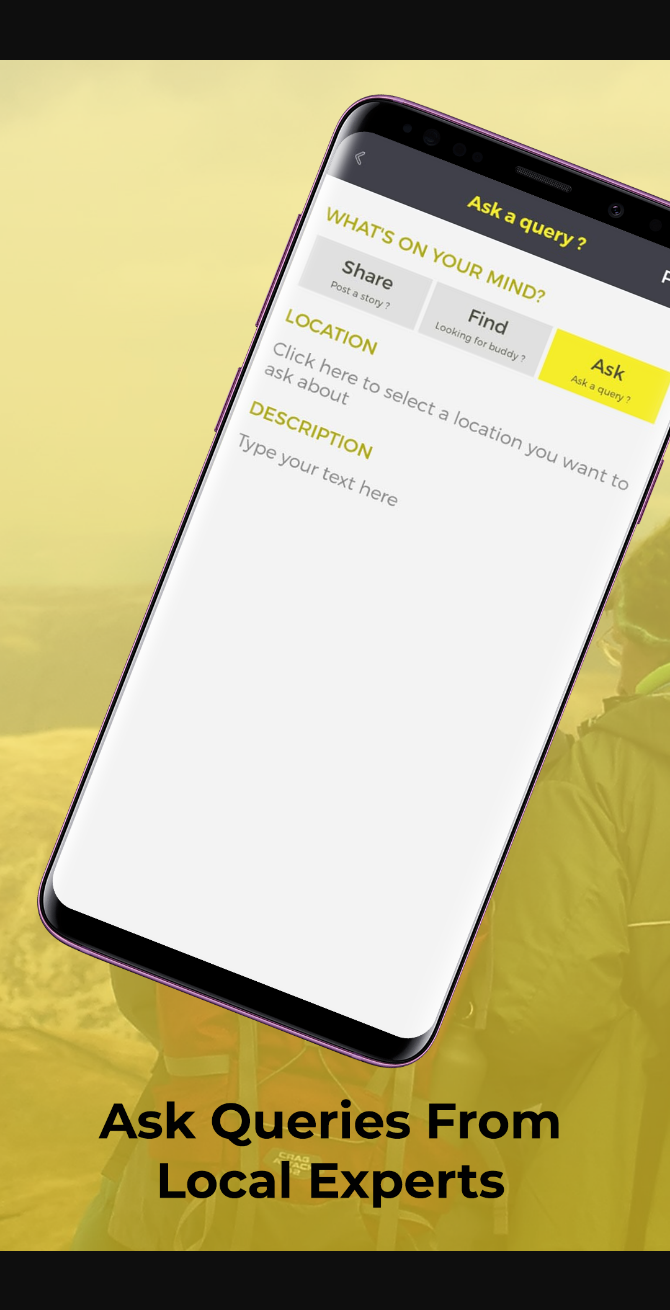 Ask a query ?
WHAT'S ON YOUR MIND?
Share
Post a story ?
Find
Looking for buddy ?
Ask
Ask a query ?
LOCATION
Click here to select a location you want to
ask about
DESCRIPTION
Type your text here
Ask Queries From
Local Experts